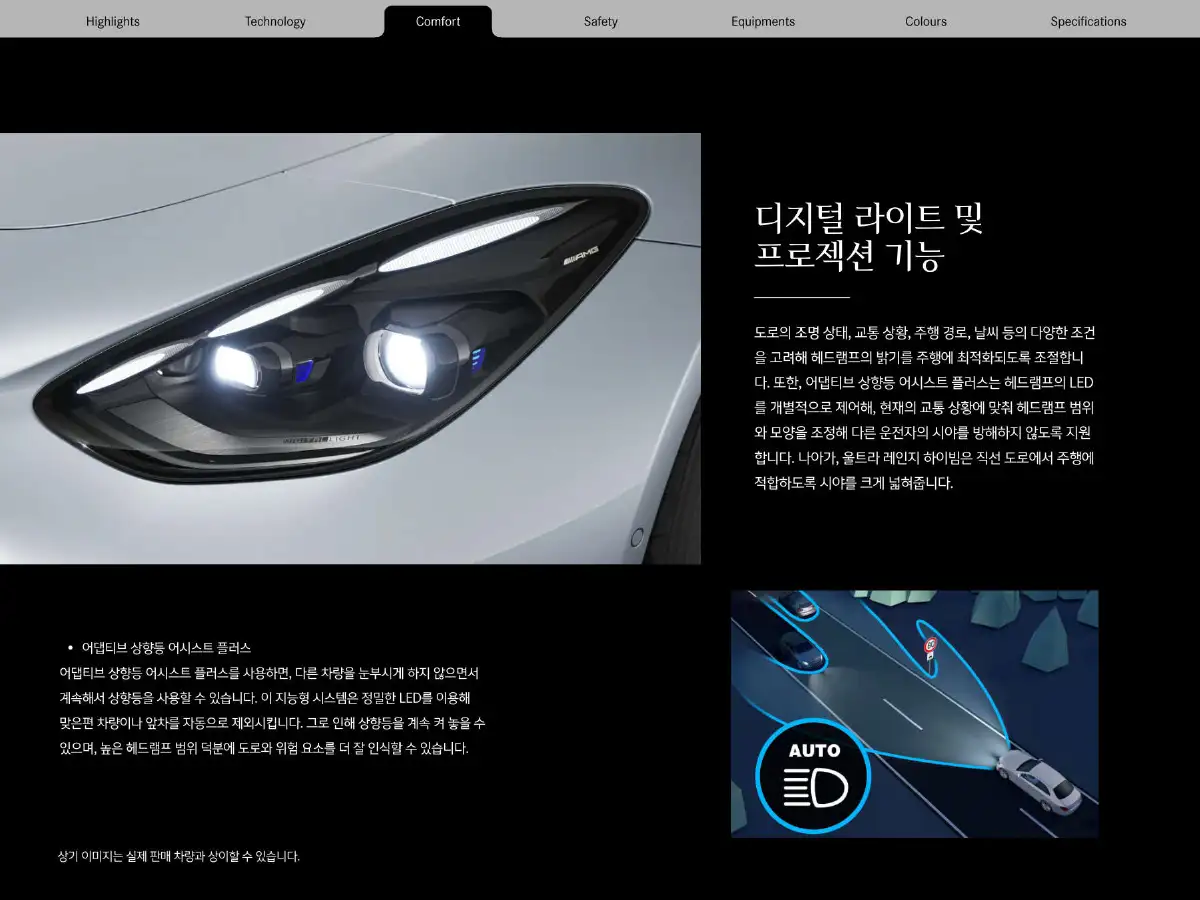 Highlights
Technology
Comfort
Safety
Equipments
Colours
Specifications
AMG
DIGITAL LIGHT
디지털 라이트 및
프로젝션 기능
도로의 조명 상태, 교통 상황, 주행 경로, 날씨 등의 다양한 조건
을 고려해 헤드램프의 밝기를 주행에 최적화되도록 조절합니
다. 또한, 어댑티브 상향등 어시스트 플러스는 헤드램프의 LED
를 개별적으로 제어해, 현재의 교통 상황에 맞춰 헤드램프 범위
와 모양을 조정해 다른 운전자의 시야를 방해하지 않도록 지원
합니다. 나아가, 울트라 레인지 하이빔은 직선 도로에서 주행에
적합하도록 시야를 크게 넓혀줍니다.
• 어댑티브 상향등 어시스트 플러스
어댑티브 상향등 어시스트 플러스를 사용하면, 다른 차량을 눈부시게 하지 않으면서
계속해서 상향등을 사용할 수 있습니다. 이 지능형 시스템은 정밀한 LED를 이용해
맞은편 차량이나 앞차를 자동으로 제외시킵니다. 그로 인해 상향등을 계속 켜 놓을 수
있으며, 높은 헤드램프 범위 덕분에 도로와 위험 요소를 더 잘 인식할 수 있습니다.
AUTO
상기 이미지는 실제 판매 차량과 상이할 수 있습니다.